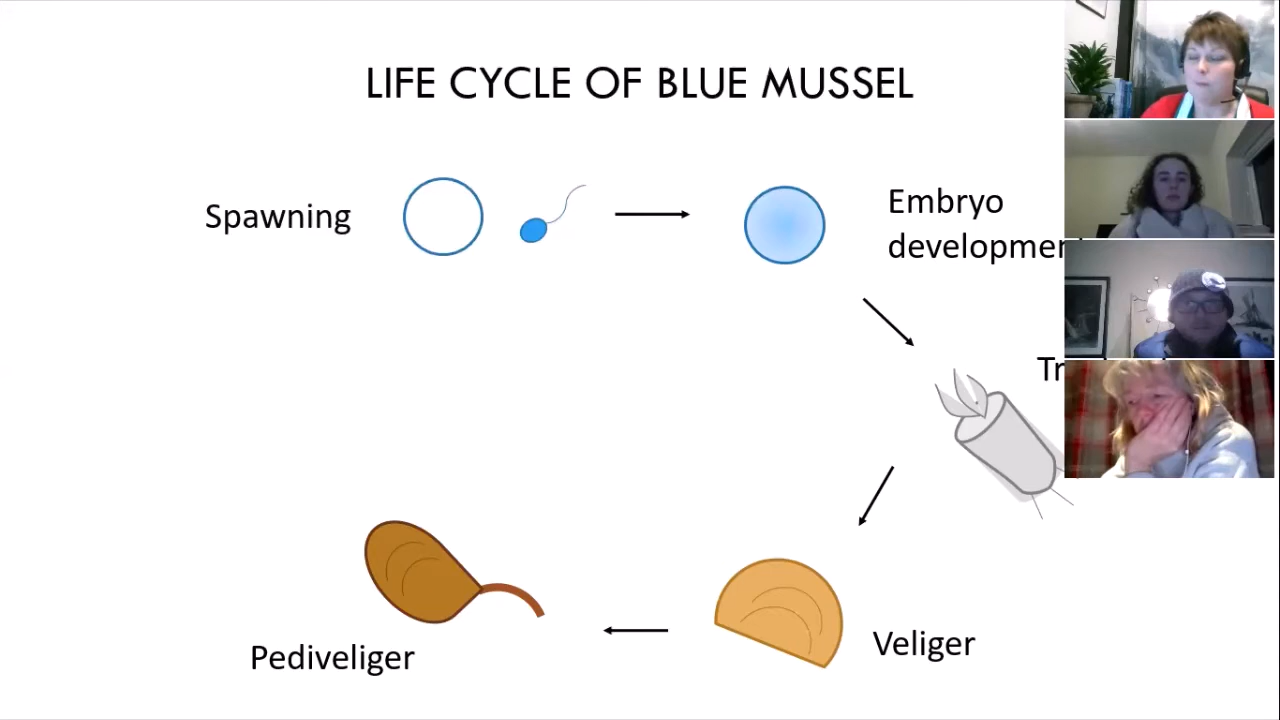 LIFE CYCLE OF BLUE MUSSEL
Spawning
Embryo
Veliger
Pediveliger